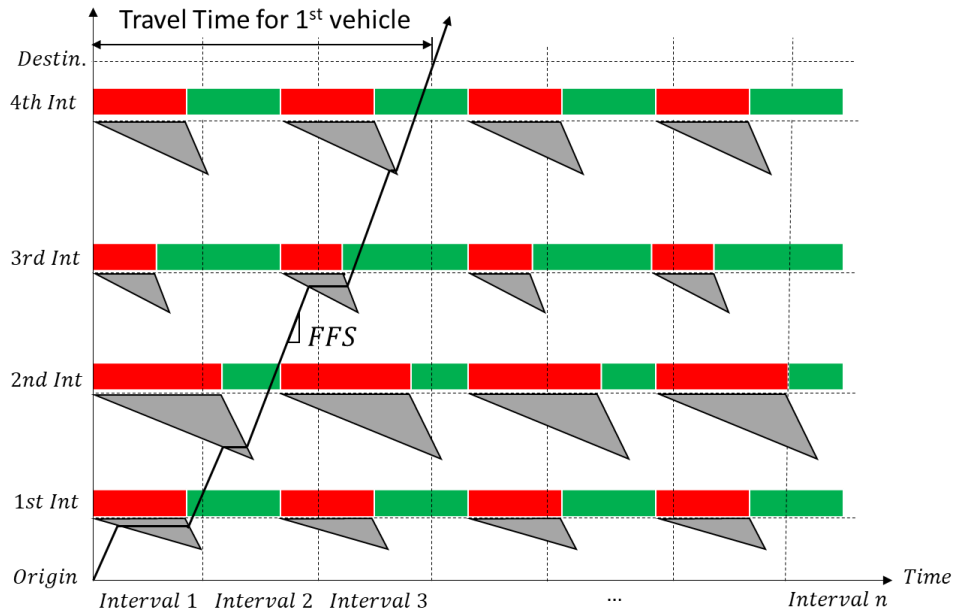 Travel Time for 1st vehicle
Destin.
4th Int
3rd Int
FFS
2nd Int
1st Int
Origin
Time
Interval 1 Interval 2 Interval 3 ... Interval n